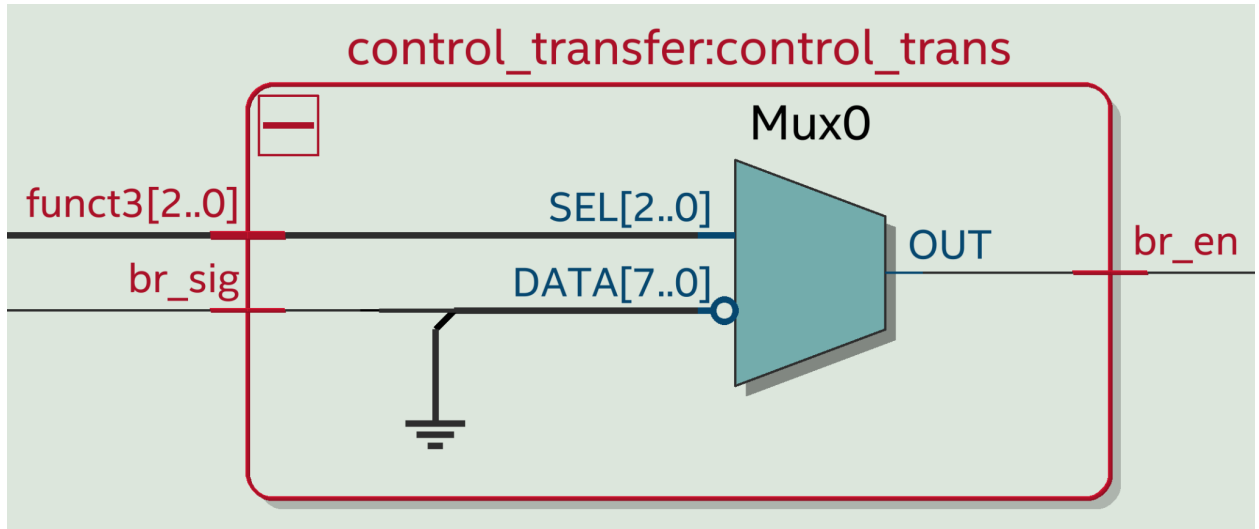 control_transfer:control_trans
Mux0
funct3[2..0]
SEL[2..0]
OUT
br_en
br_sig
DATA[7..0]